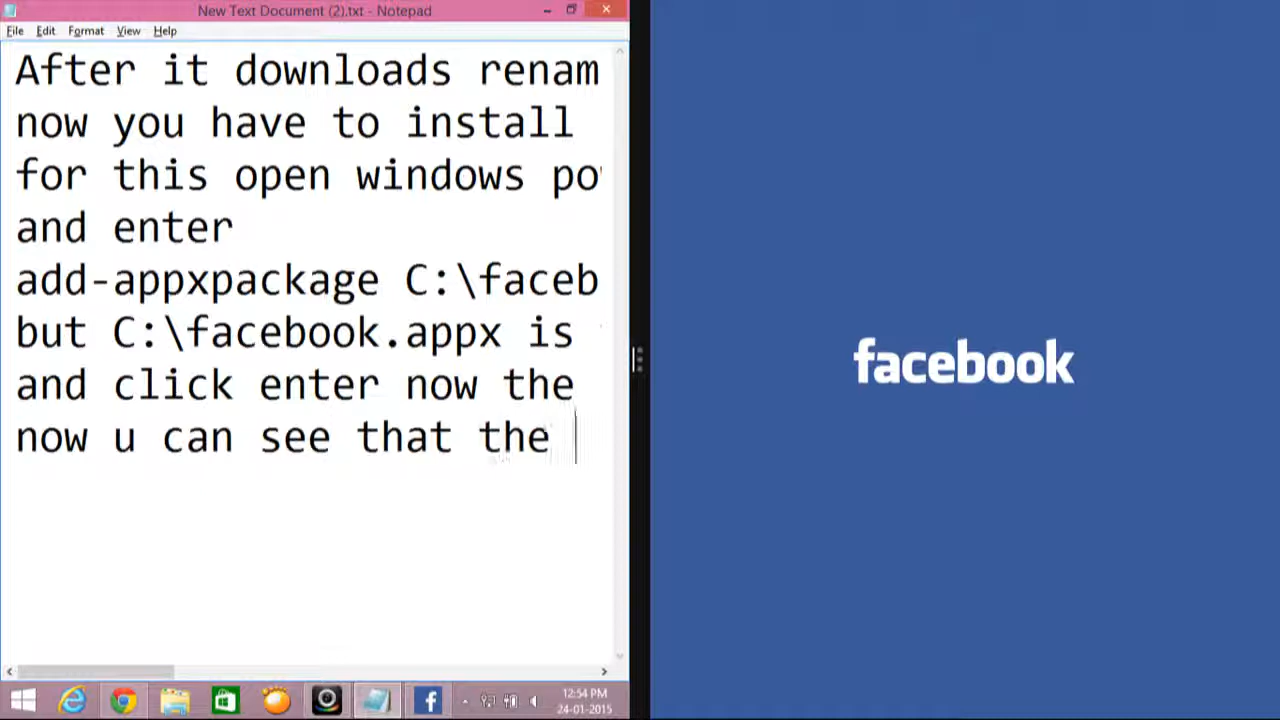 New Text Document (2).txt - Notepad
File Edit Format View Help
After it downloads renam
now you have to install
for this open windows po
and enter
add-appxpackage C:\faceb
but C:\facebook.appx is
and click enter now the
now u can see that the
facebook
12:54 PM
24-01-2015